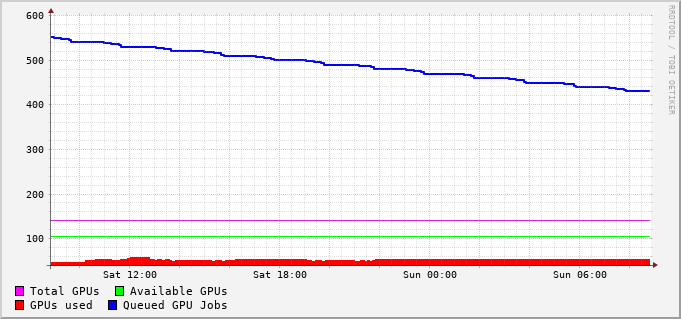 600
500
400
300
200
100
Sat 12:00 Sat 18:00 Sun 00:00 Sun 06:00
Total GPUs Available GPUs
GPUs used Queued GPU Jobs
RRDTOOL / TOBI OETIKER